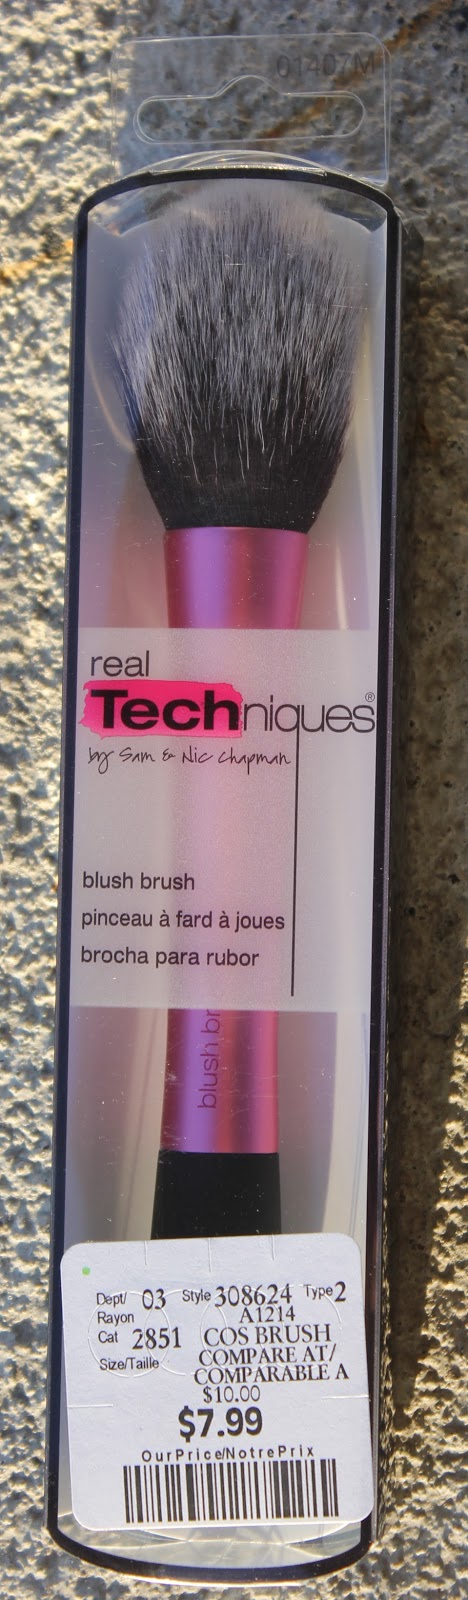 01407M
real
Techniques®
by Sam & Nic Chapman
blush brush
pinceau à fard à joues
brocha para rubor
blush br
Dept/ 03 Style 308624 Type 2
Rayon A1214
Cat 2851 COS BRUSH
Size/Taille COMPARE AT/
COMPARABLE A
$10.00
$7.99
OurPrice/NotrePrix